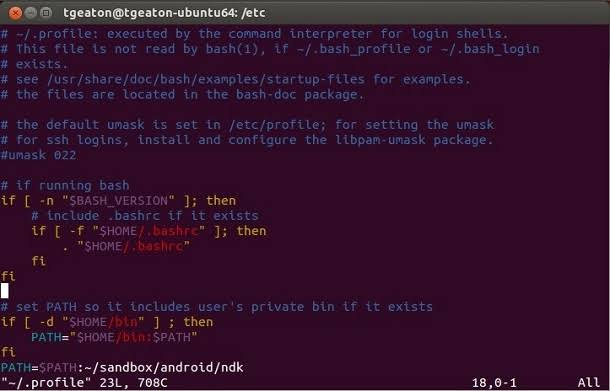 tgeaton@tgeaton-ubuntu64: /etc
# ~/.profile: executed by the command interpreter for login shells.
# This file is not read by bash(1), if ~/.bash_profile or ~/.bash_login
# exists.
# see /usr/share/doc/bash/examples/startup-files for examples.
# the files are located in the bash-doc package.

# the default umask is set in /etc/profile; for setting the umask
# for ssh logins, install and configure the libpam-umask package.
#umask 022

# if running bash
if [ -n "$BASH_VERSION" ]; then
    # include .bashrc if it exists
    if [ -f "$HOME/.bashrc" ]; then
        . "$HOME/.bashrc"
    fi
fi

# set PATH so it includes user's private bin if it exists
if [ -d "$HOME/bin" ] ; then
    PATH="$HOME/bin:$PATH"
fi
PATH=$PATH:~/sandbox/android/ndk
"~/.profile" 23L, 708C 18,0-1 All